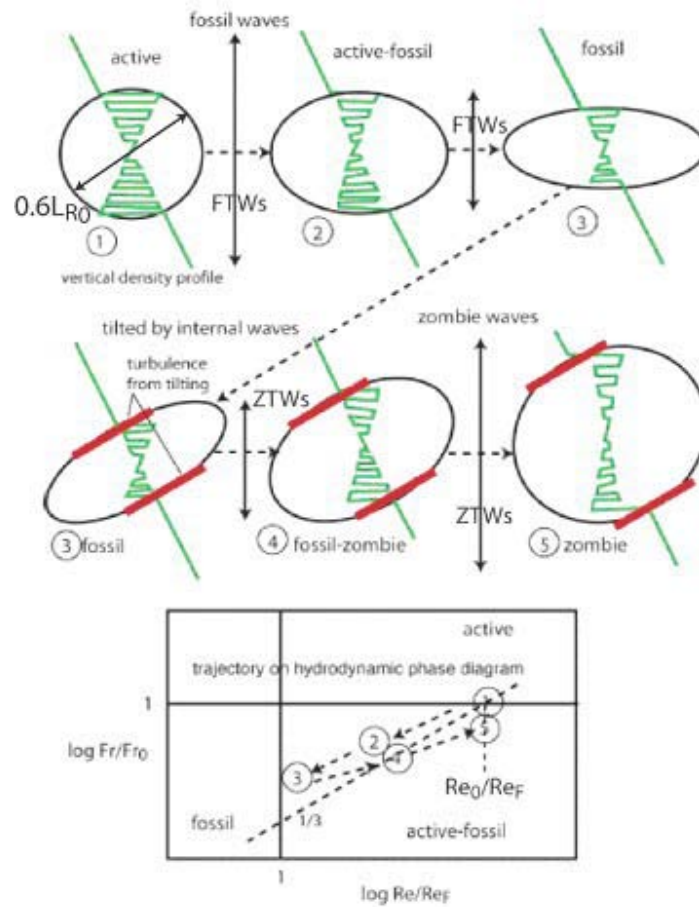 fossil waves
active
active-fossil
fossil
FTWs
FTWs
0.6L_R0
1
2
3
vertical density profile
tilted by internal waves
zombie waves
turbulence
from tilting
ZTWs
ZTWs
3 fossil
4 fossil-zombie
5 zombie
active
trajectory on hydrodynamic phase diagram
1
1
5
2
4
3
log Fr/Fr0
Re0/ReF
fossil
1/3
active-fossil
1
log Re/ReF